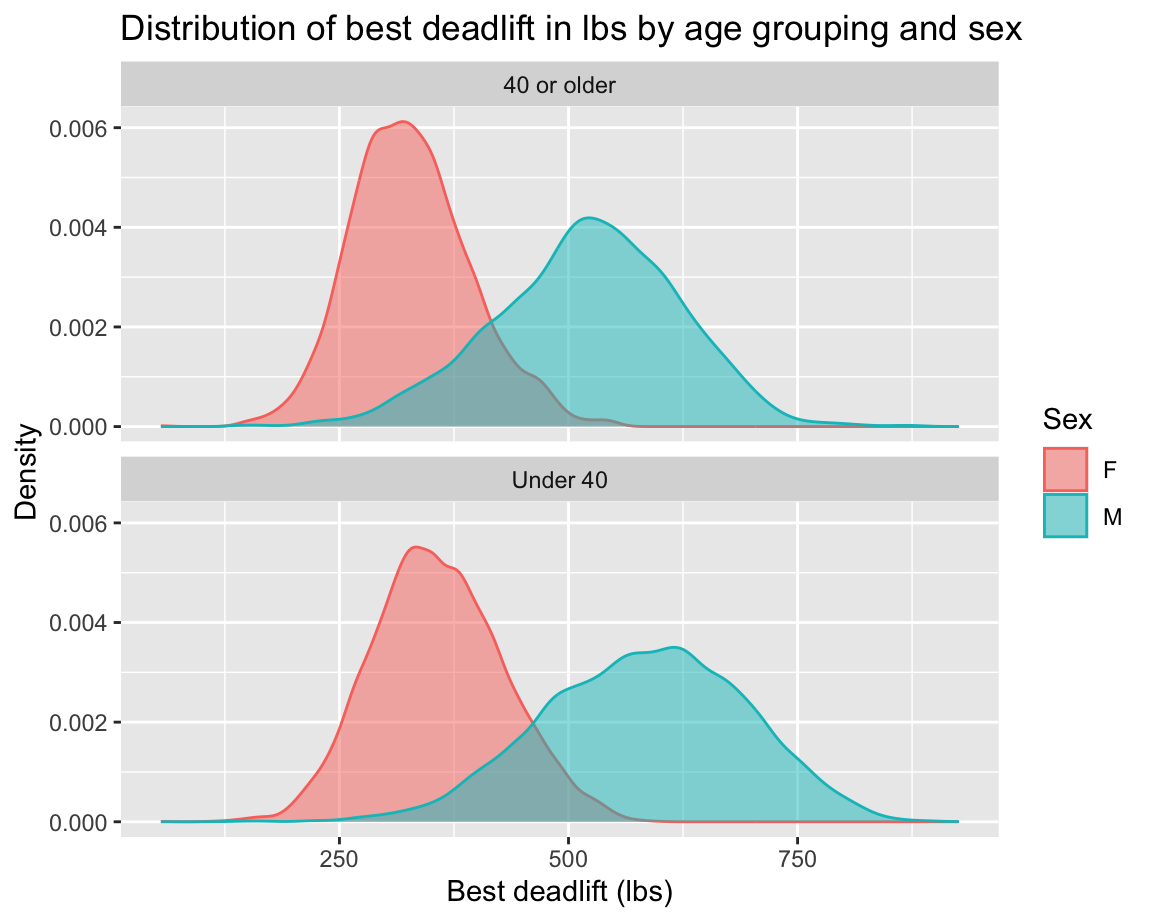 Distribution of best deadlift in lbs by age grouping and sex
40 or older
0.006
0.004
0.002
0.000
Under 40
0.006
0.004
0.002
0.000
250 500 750
Best deadlift (lbs)
Density
Sex
F
M